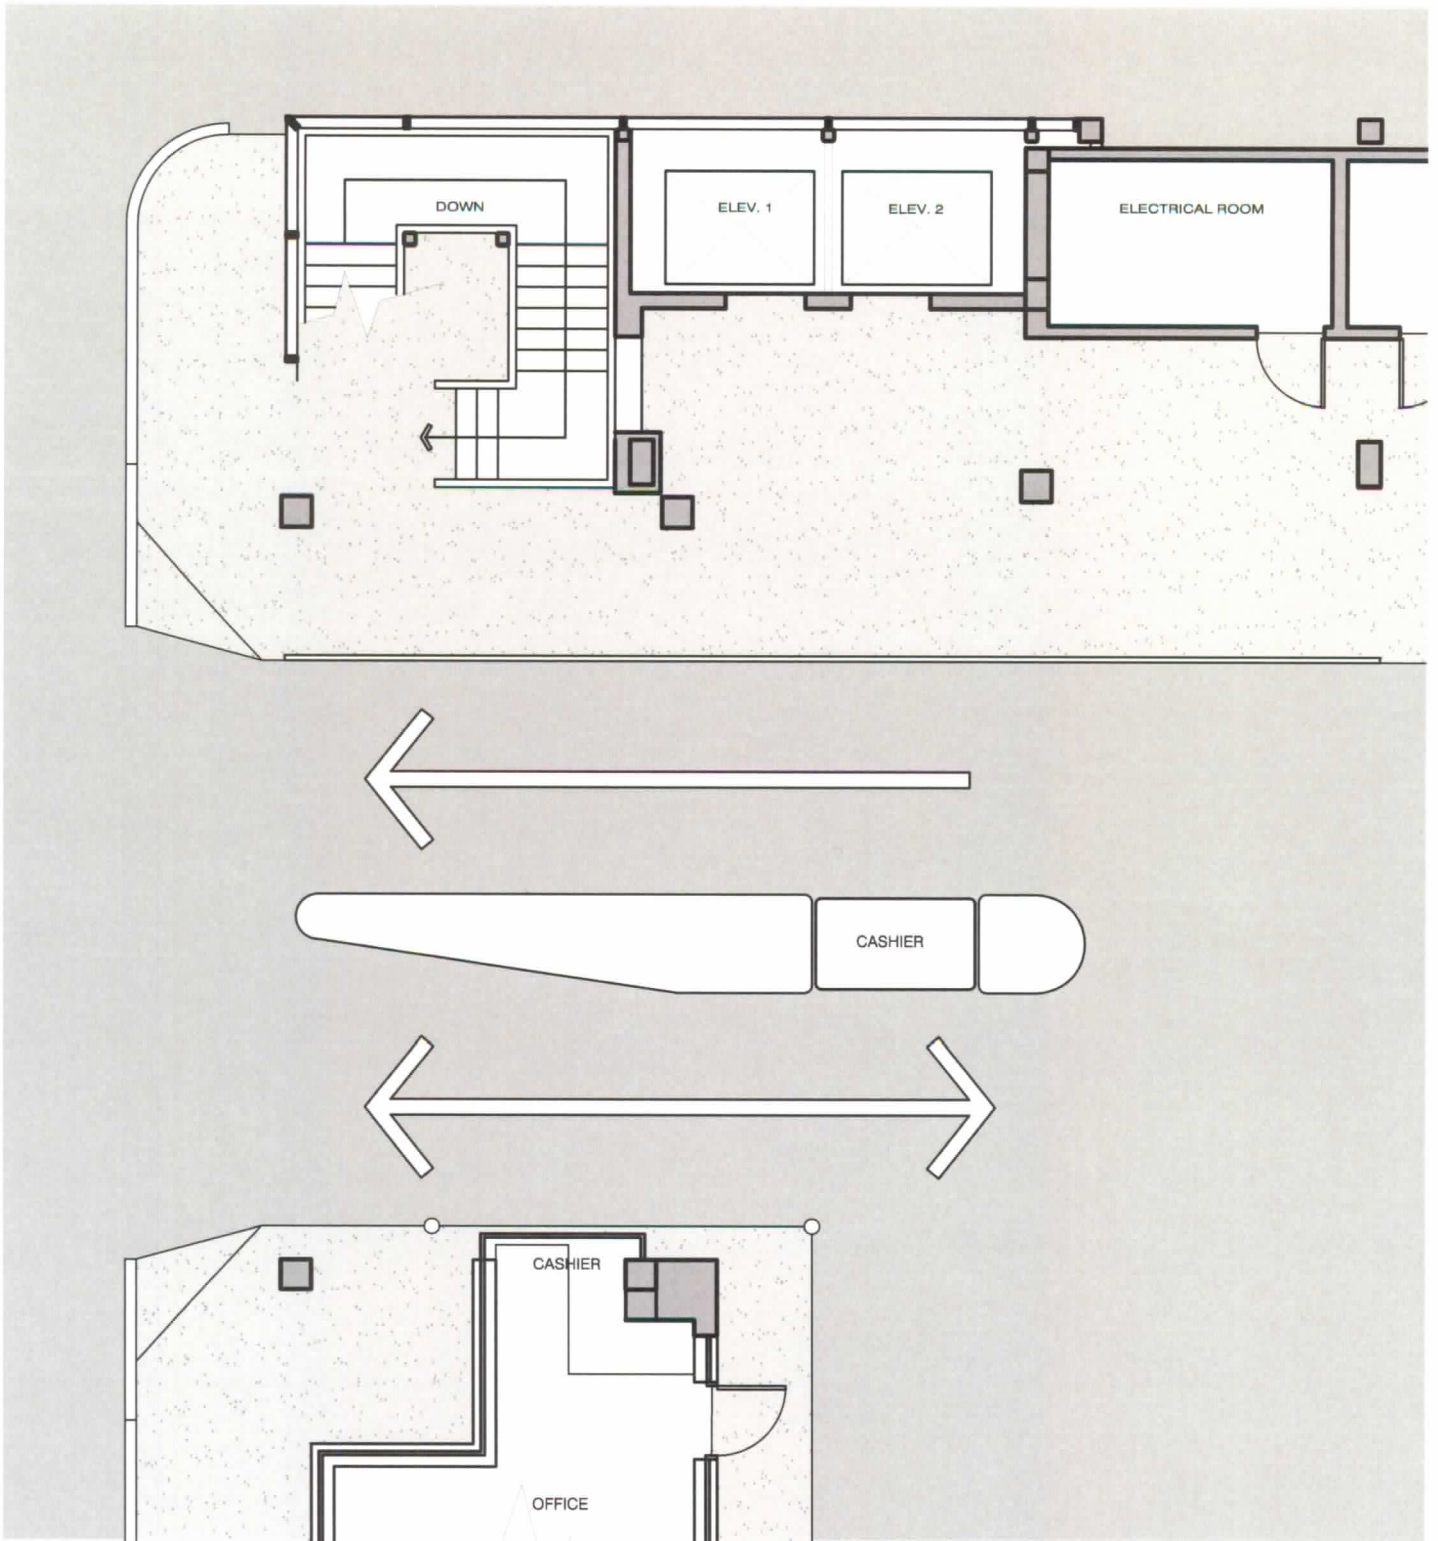 DOWN
ELEV. 1
ELEV. 2
ELECTRICAL ROOM
CASHIER
CASHIER
OFFICE